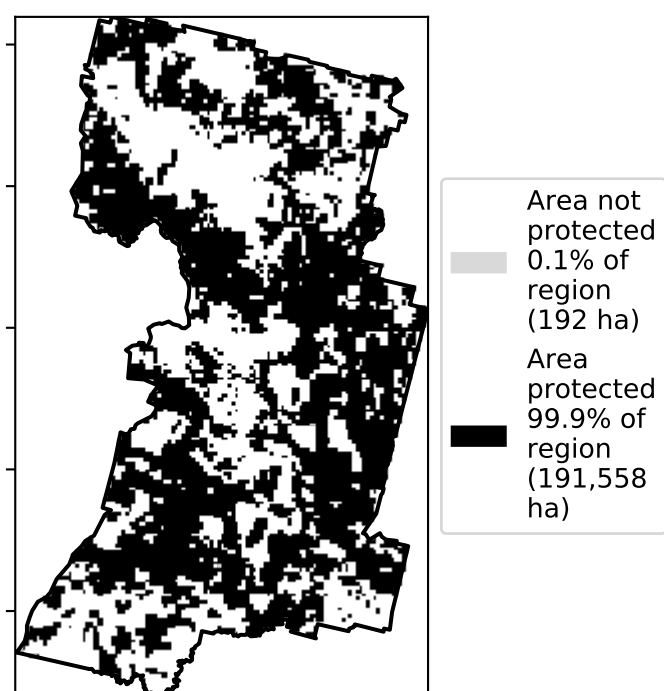 Area not
protected
0.1% of
region
(192 ha)
Area
protected
99.9% of
region
(191,558
ha)